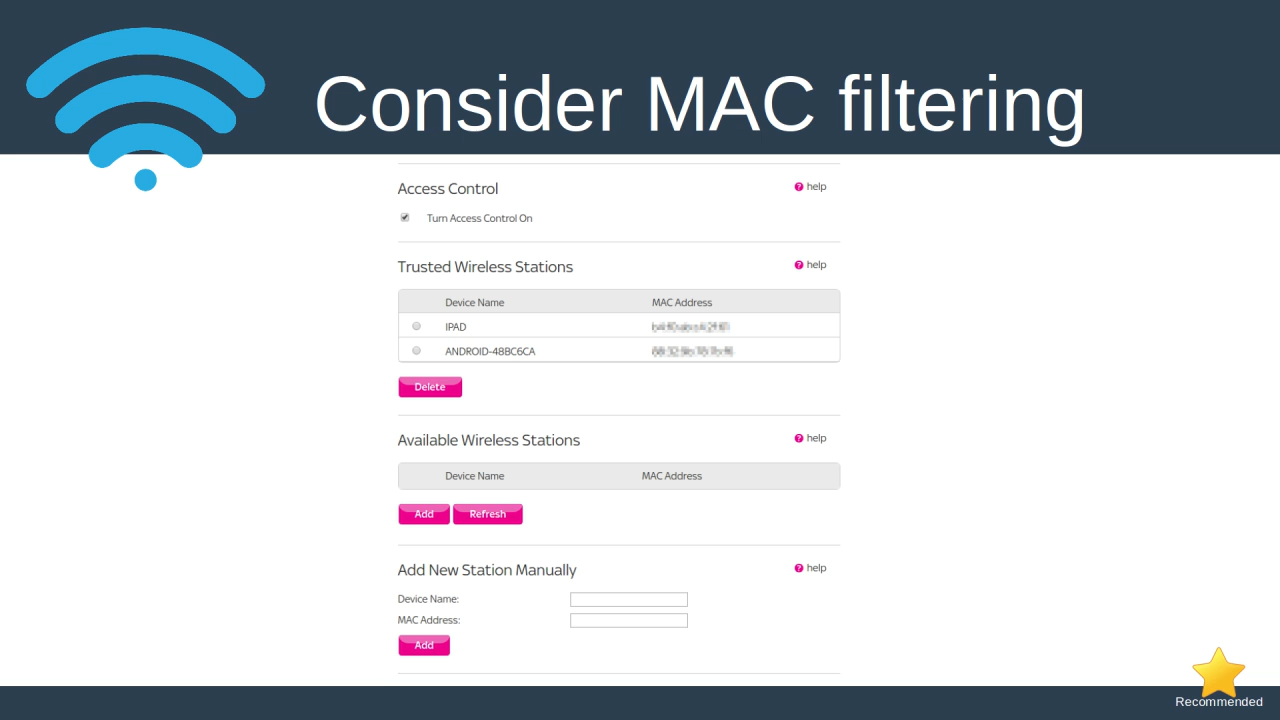 Consider MAC filtering
Access Control
help
Turn Access Control On
Trusted Wireless Stations
help
Device Name MAC Address
IPAD
ANDROID-48BC6CA
Delete
Available Wireless Stations
help
Device Name MAC Address
Add Refresh
Add New Station Manually
help
Device Name:
MAC Address:
Add
Recommended